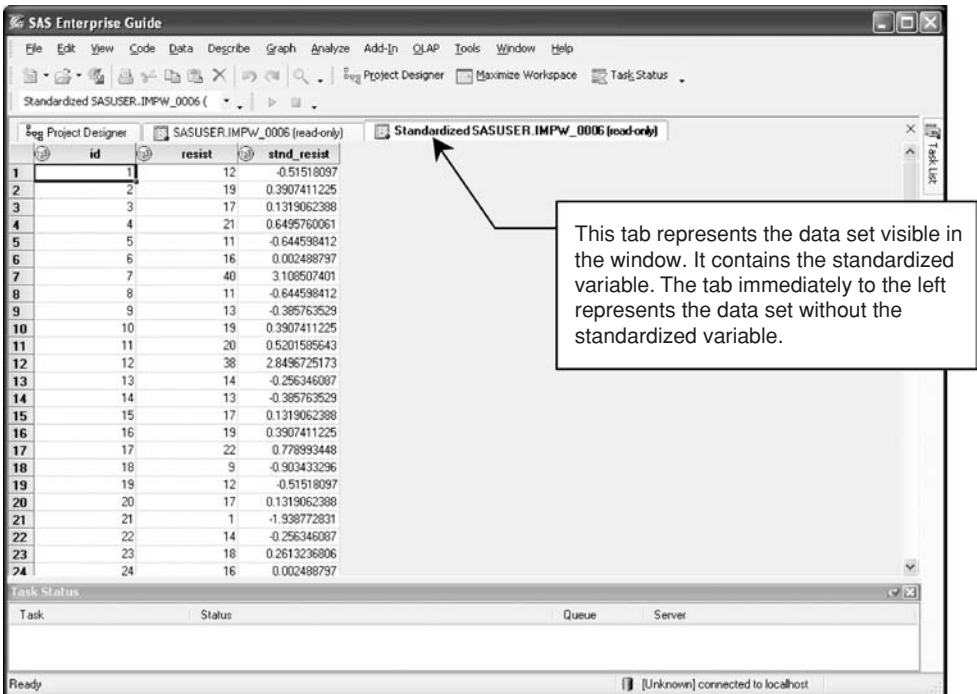 SAS Enterprise Guide
File Edit View Code Data Describe Graph Analyze Add-In OLAP Tools Window Help
Project Designer Maximize Workspace Task Status
Standardized SASUSER.IMPW_0006 (
Project Designer SASUSER.IMPW_0006 (read-only) Standardized SASUSER.IMPW_0006 (read-only)
Task List
id resist stnd_resist
1 1 12 -0.51518097
2 2 19 0.3907411225
3 3 17 0.1319062388
4 4 21 0.6495760061
5 5 11 -0.644598412
6 6 16 0.002488797
7 7 40 3.108507401
8 8 11 -0.644598412
9 9 13 -0.385763529
10 10 19 0.3907411225
11 11 20 0.5201585643
12 12 38 2.8496725173
13 13 14 -0.256346087
14 14 13 -0.385763529
15 15 17 0.1319062388
16 16 19 0.3907411225
17 17 22 0.778993448
18 18 9 -0.903433296
19 19 12 -0.51518097
20 20 17 0.1319062388
21 21 1 -1.938772831
22 22 14 -0.256346087
23 23 18 0.2613236806
24 24 16 0.002488797
This tab represents the data set visible in
the window. It contains the standardized
variable. The tab immediately to the left
represents the data set without the
standardized variable.
Task Status
Task Status Queue Server
Ready [Unknown] connected to localhost